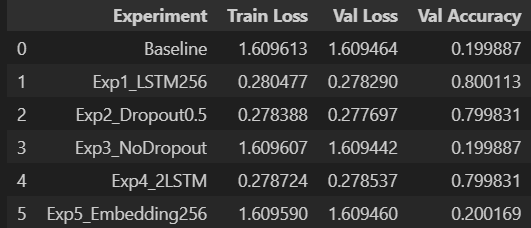 Experiment Train Loss Val Loss Val Accuracy
0 Baseline 1.609613 1.609464 0.199887
1 Exp1_LSTM256 0.280477 0.278290 0.800113
2 Exp2_Dropout0.5 0.278388 0.277697 0.799831
3 Exp3_NoDropout 1.609607 1.609442 0.199887
4 Exp4_2LSTM 0.278724 0.278537 0.799831
5 Exp5_Embedding256 1.609590 1.609460 0.200169